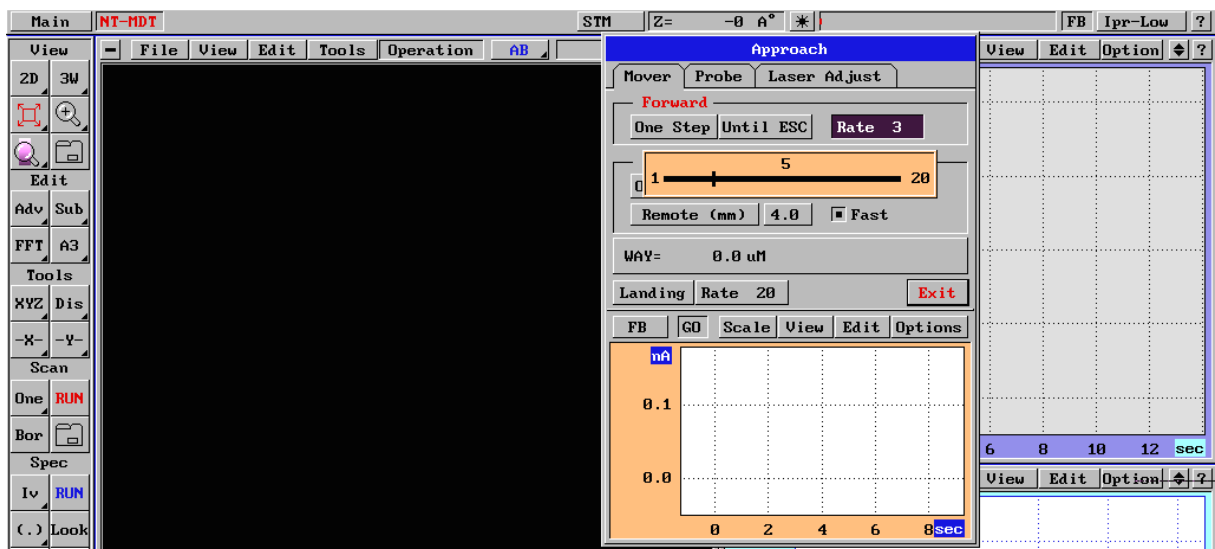 Main NT-MDT STM Z= -0 A° FB Ipr-Low ?
View File View Edit Tools Operation AB Approach View Edit Option ?
2D 3W Mover Probe Laser Adjust
Forward
One Step Until ESC Rate 3
5
1 20
Edit
Adv Sub Remote (mm) 4.0 Fast
FFT A3 WAY= 0.0 uM
Tools
XYZ Dis Landing Rate 20 Exit
-X- -Y- FB GO Scale View Edit Options
Scan nA
One RUN 0.1
Bor 6 8 10 12 sec
Spec 0.0 View Edit Option ?
Iv RUN
(.) Look 0 2 4 6 8 sec